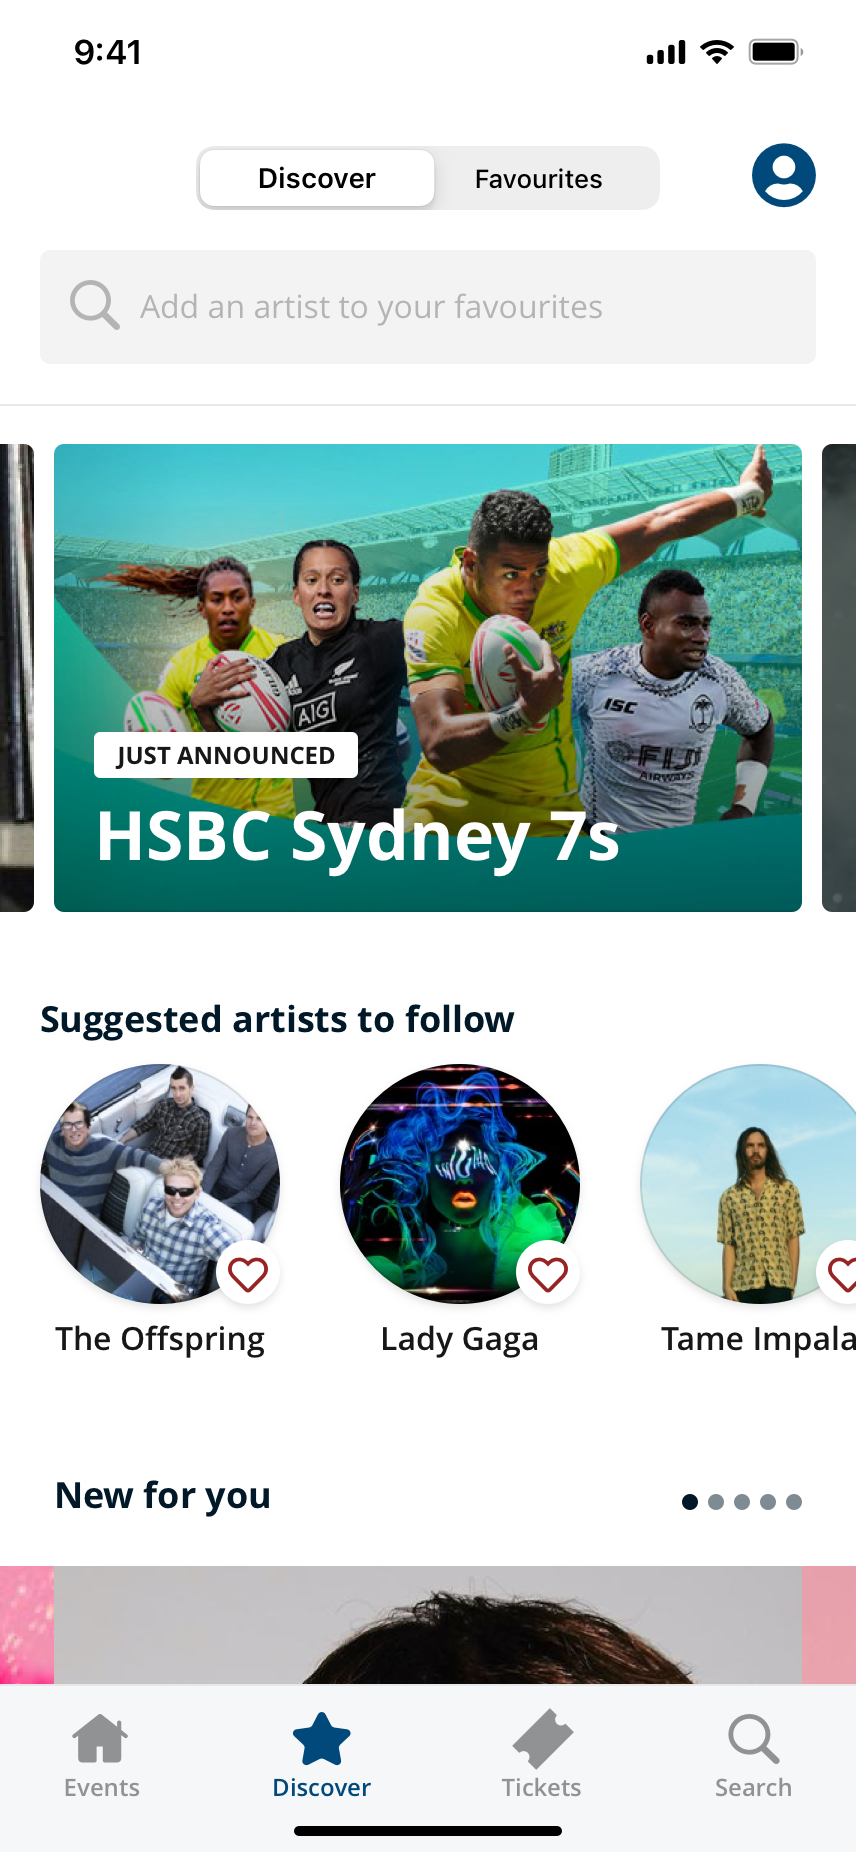 9:41
Discover
Favourites
Add an artist to your favourites
ISC
AIG
FIJI
AIRWAYS
JUST ANNOUNCED
HSBC Sydney 7s
Suggested artists to follow
The Offspring
Lady Gaga
Tame Impala
New for you
Events
Discover
Tickets
Search